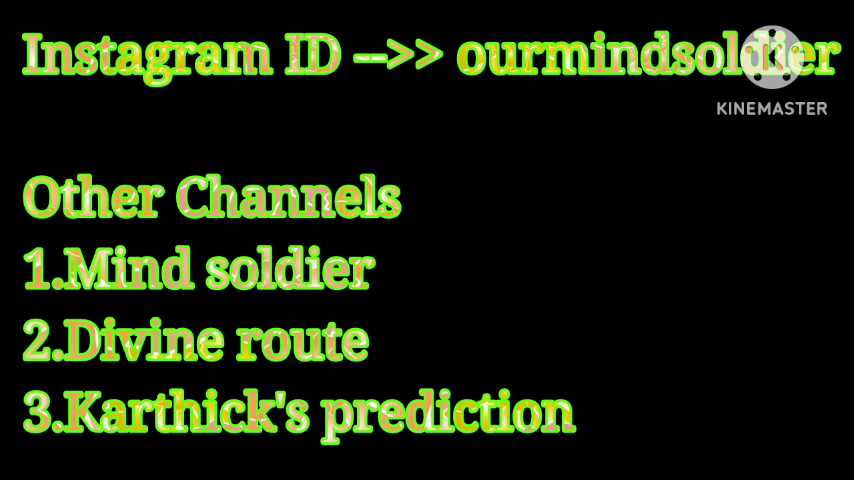 Instagram ID -->> ourmindsoldier
KINEMASTER
Other Channels
1.Mind soldier
2.Divine route
3.Karthick's prediction